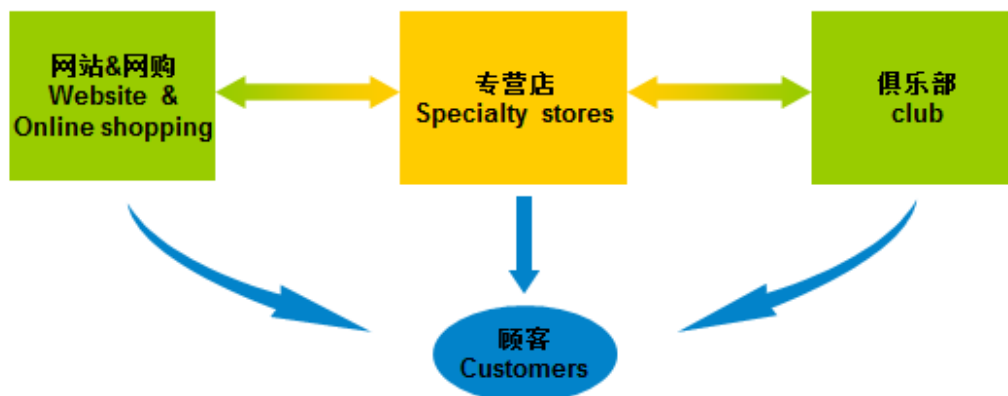 网站&网购
Website &
Online shopping
专营店
Specialty stores
俱乐部
club
顾客
Customers